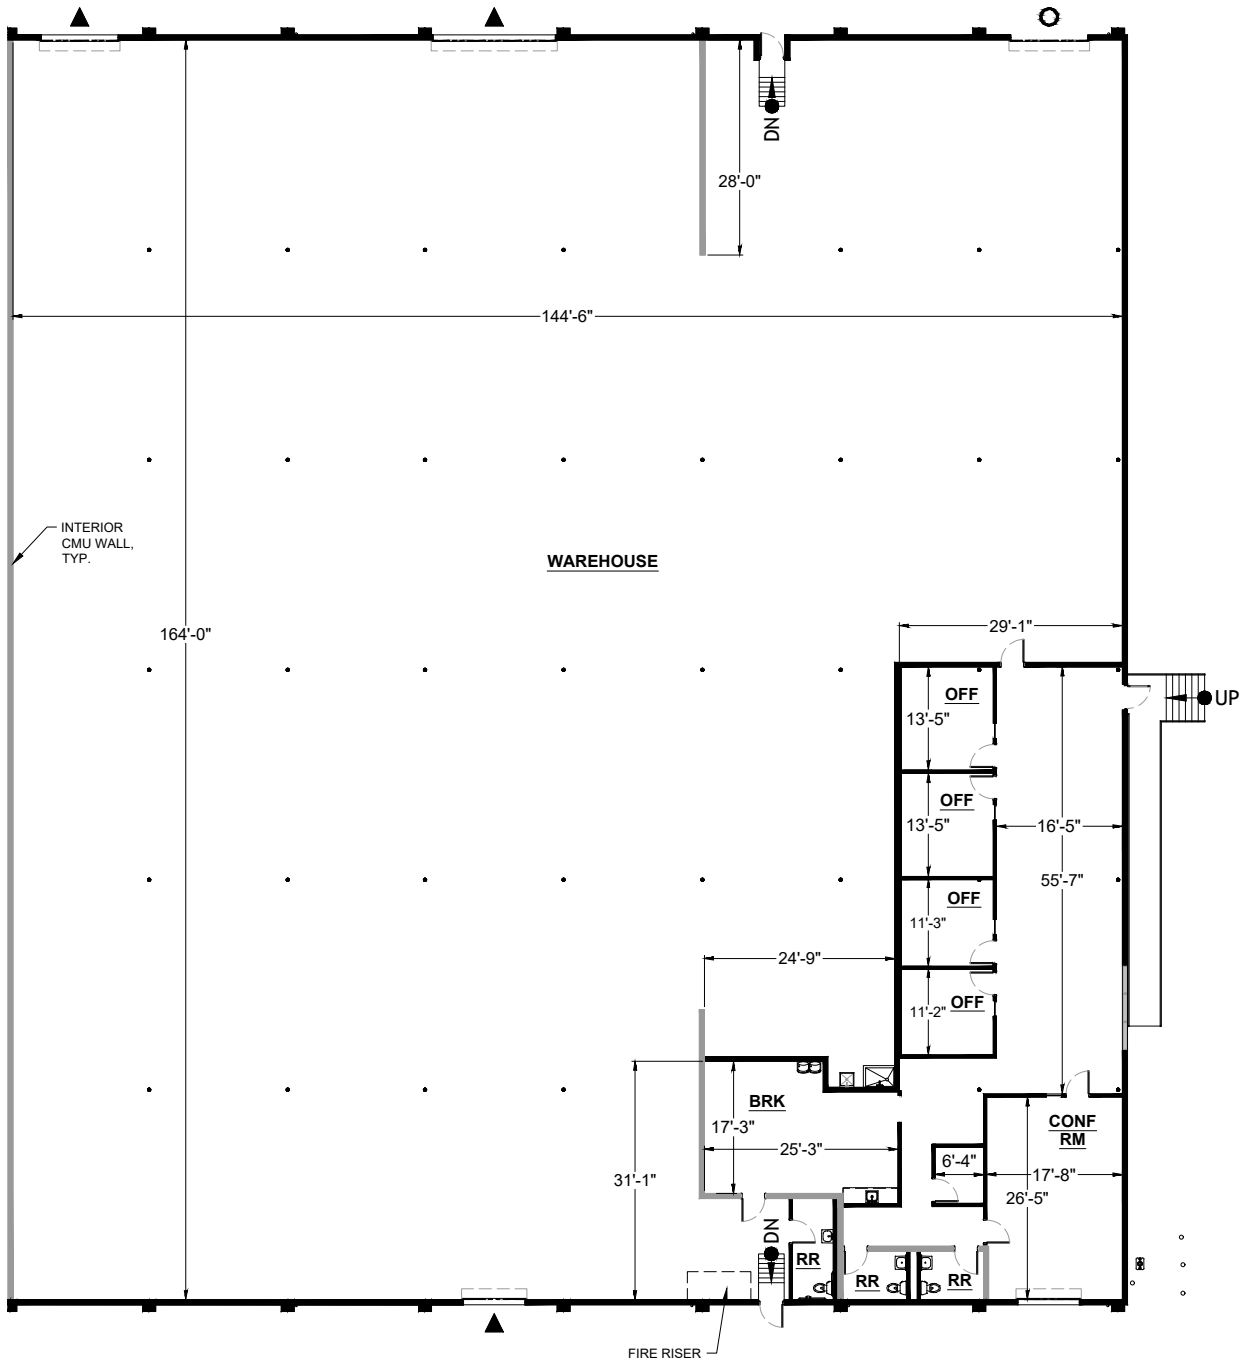 DN
28'-0"
144'-6"
INTERIOR
CMU WALL,
TYP.
WAREHOUSE
164'-0"
29'-1"
OFF
13'-5"
UP
OFF
13'-5"
16'-5"
55'-7"
OFF
11'-3"
24'-9"
OFF
11'-2"
BRK
17'-3"
25'-3"
CONF
RM
6'-4"
17'-8"
26'-5"
31'-1"
DN
RR
RR
RR
FIRE RISER